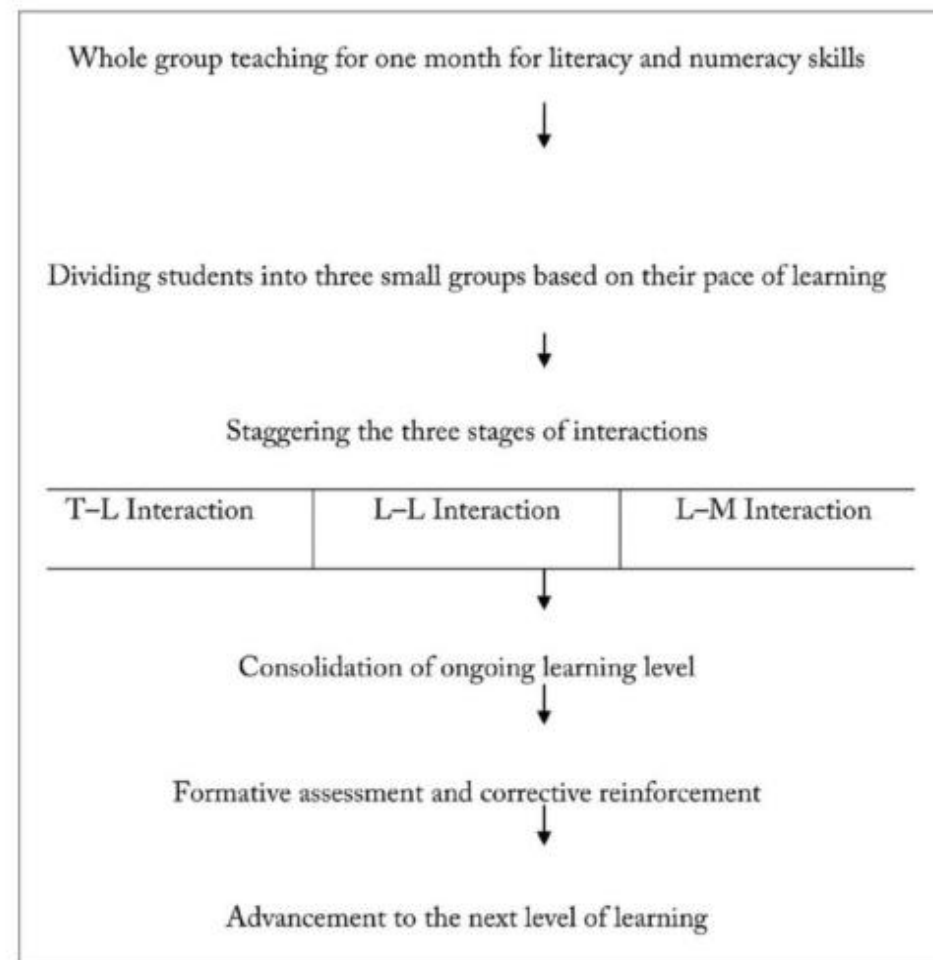 Whole group teaching for one month for literacy and numeracy skills
Dividing students into three small groups based on their pace of learning
Staggering the three stages of interactions
T–L Interaction
L–L Interaction
L–M Interaction
Consolidation of ongoing learning level
Formative assessment and corrective reinforcement
Advancement to the next level of learning